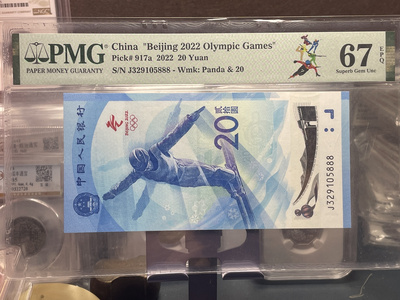 PMG
PAPER MONEY GUARANTY
China "Beijing 2022 Olympic Games"
Pick# 917a 2022 20 Yuan
S/N J329105888 - Wmk: Panda & 20
2022
67 EPQ
Superb Gem Unc
中国人民银行
贰拾圆
20
J329105888